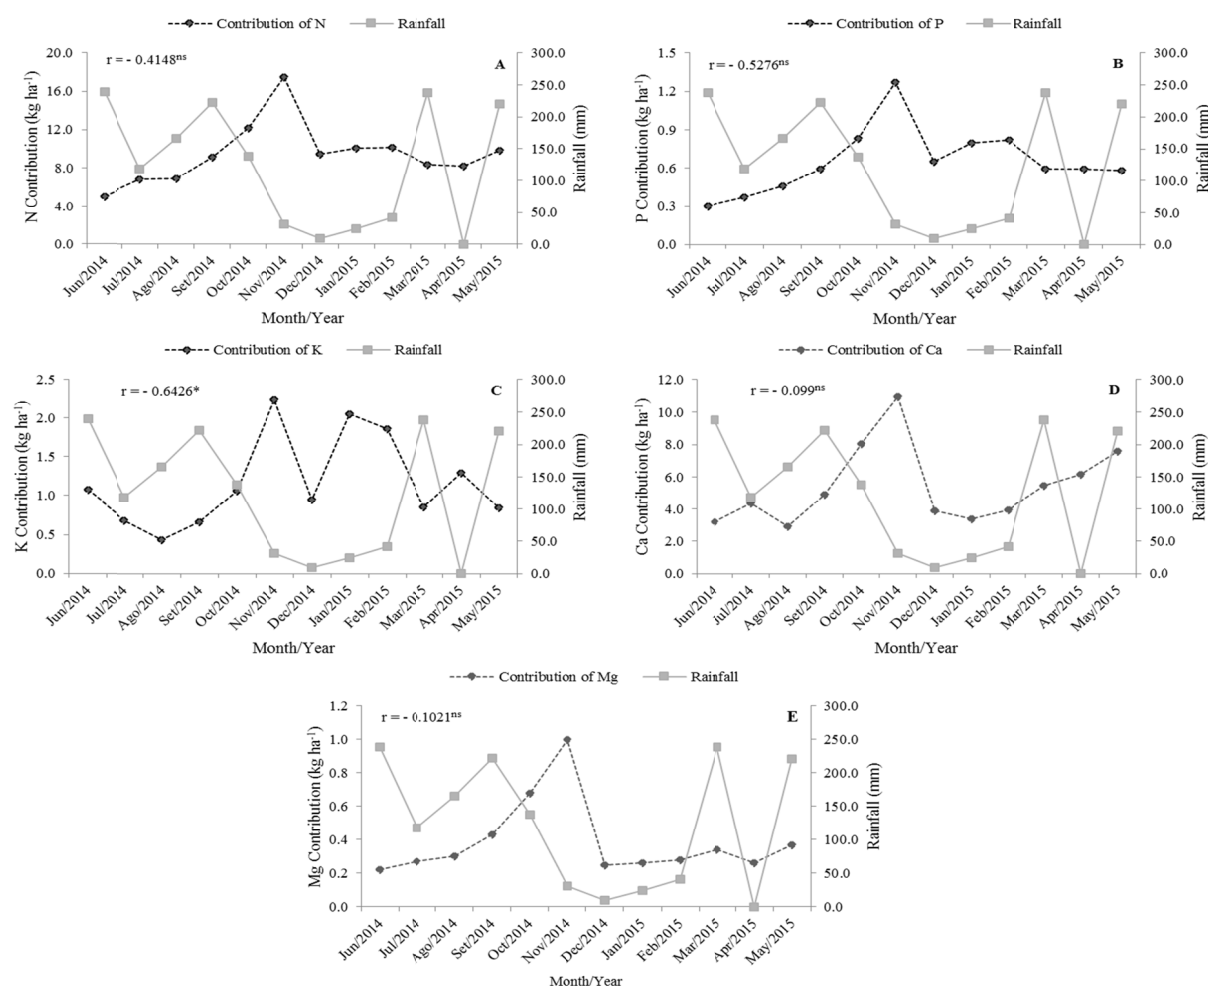 Contribution of N Rainfall
r = - 0.4148ns
A
N Contribution (kg ha-1)
20.0
16.0
12.0
8.0
4.0
0.0
300.0
250.0
200.0
150.0
100.0
50.0
0.0
Rainfall (mm)
Jun/2014 Jul/2014 Ago/2014 Set/2014 Oct/2014 Nov/2014 Dec/2014 Jan/2015 Feb/2015 Mar/2015 Apr/2015 May/2015
Month/Year
Contribution of P Rainfall
r = - 0.5276ns
B
P Contribution (kg ha-1)
1.5
1.2
0.9
0.6
0.3
0.0
300.0
250.0
200.0
150.0
100.0
50.0
0.0
Rainfall (mm)
Jun/2014 Jul/2014 Ago/2014 Set/2014 Oct/2014 Nov/2014 Dec/2014 Jan/2015 Feb/2015 Mar/2015 Apr/2015 May/2015
Month/Year
Contribution of K Rainfall
r = - 0.6426*
C
K Contribution (kg ha-1)
2.5
2.0
1.5
1.0
0.5
0.0
300.0
250.0
200.0
150.0
100.0
50.0
0.0
Rainfall (mm)
Jun/2014 Jul/2014 Ago/2014 Set/2014 Oct/2014 Nov/2014 Dec/2014 Jan/2015 Feb/2015 Mar/2015 Apr/2015 May/2015
Month/Year
Contribution of Ca Rainfall
r = - 0.099ns
D
Ca Contribution (kg ha-1)
12.0
10.0
8.0
6.0
4.0
2.0
0.0
300.0
250.0
200.0
150.0
100.0
50.0
0.0
Rainfall (mm)
Jun/2014 Jul/2014 Ago/2014 Set/2014 Oct/2014 Nov/2014 Dec/2014 Jan/2015 Feb/2015 Mar/2015 Apr/2015 May/2015
Month/Year
Contribution of Mg Rainfall
r = - 0.1021ns
E
Mg Contribution (kg ha-1)
1.2
1.0
0.8
0.6
0.4
0.2
0.0
300.0
250.0
200.0
150.0
100.0
50.0
0.0
Rainfall (mm)
Jun/2014 Jul/2014 Ago/2014 Set/2014 Oct/2014 Nov/2014 Dec/2014 Jan/2015 Feb/2015 Mar/2015 Apr/2015 May/2015
Month/Year